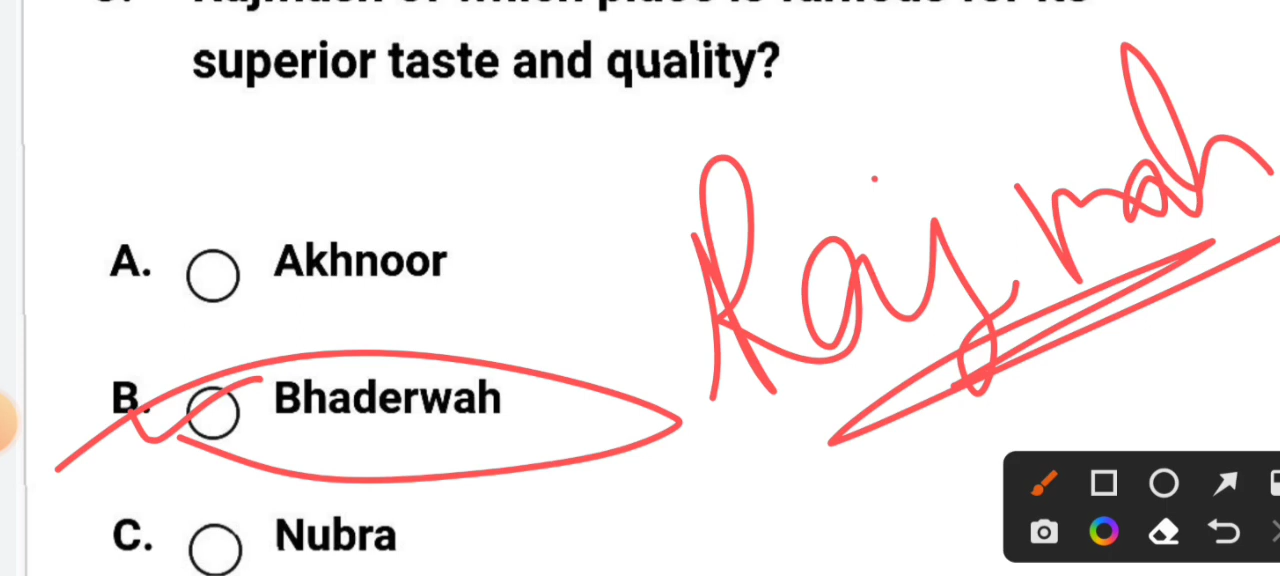 superior taste and quality?
Rajmah
A. Akhnoor
B. Bhaderwah
C. Nubra